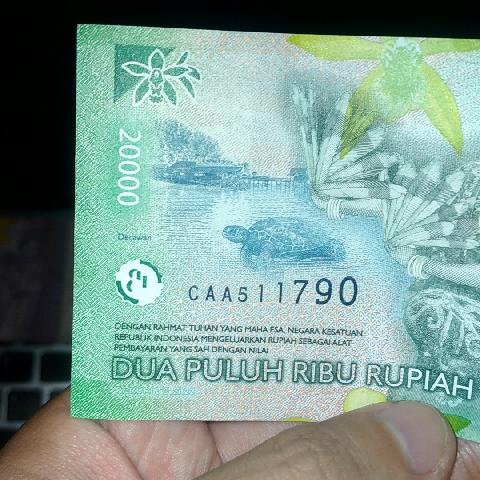 20000
Derawan
CAA511790
DENGAN RAHMAT TUHAN YANG MAHA ESA, NEGARA KESATUAN
REPUBLIK INDONESIA MENGELUARKAN RUPIAH SEBAGAI ALAT
PEMBAYARAN YANG SAH DENGAN NILAI
DUA PULUH RIBU RUPIAH